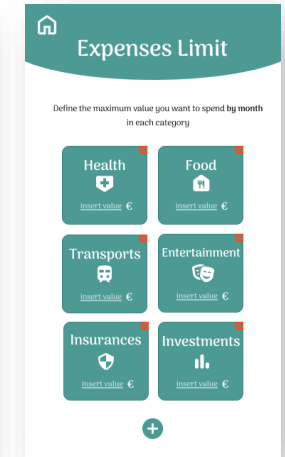 Expenses Limit
Define the maximum value you want to spend by month
in each category
Health
Food
insert value €
insert value €
Transports
Entertainment
insert value €
insert value €
Insurances
Investments
insert value €
insert value €